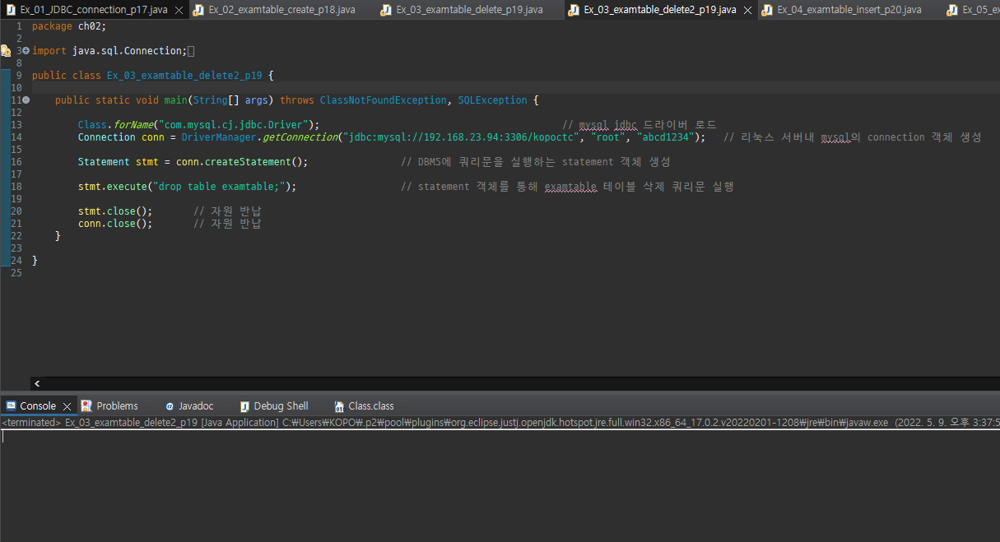 Ex_01_JDBC_connection_p17.java Ex_02_examtable_create_p18.java Ex_03_examtable_delete_p19.java Ex_03_examtable_delete2_p19.java Ex_04_examtable_insert_p20.java Ex_05_ex
1 package ch02;
2
3 import java.sql.Connection;
8
9 public class Ex_03_examtable_delete2_p19 {
10
11 public static void main(String[] args) throws ClassNotFoundException, SQLException {
12
13 Class.forName("com.mysql.cj.jdbc.Driver"); // mysql jdbc 드라이버 로드
14 Connection conn = DriverManager.getConnection("jdbc:mysql://192.168.23.94:3306/kopoctc", "root", "abcd1234"); // 리눅스 서버내 mysql의 connection 객체 생성
15
16 Statement stmt = conn.createStatement(); // DBMS에 쿼리문을 실행하는 statement 객체 생성
17
18 stmt.execute("drop table examtable;"); // statement 객체를 통해 examtable 테이블 삭제 쿼리문 실행
19
20 stmt.close(); // 자원 반납
21 conn.close(); // 자원 반납
22 }
23
24 }
25
Console Problems Javadoc Debug Shell Class.class
<terminated> Ex_03_examtable_delete2_p19 [Java Application] C:₩Users₩KOPO₩.p2₩pool₩plugins₩org.eclipse.justj.openjdk.hotspot.jre.full.win32.x86_64_17.0.2.v20220201-1208₩jre₩bin₩javaw.exe (2022. 5. 9. 오후 3:37:5